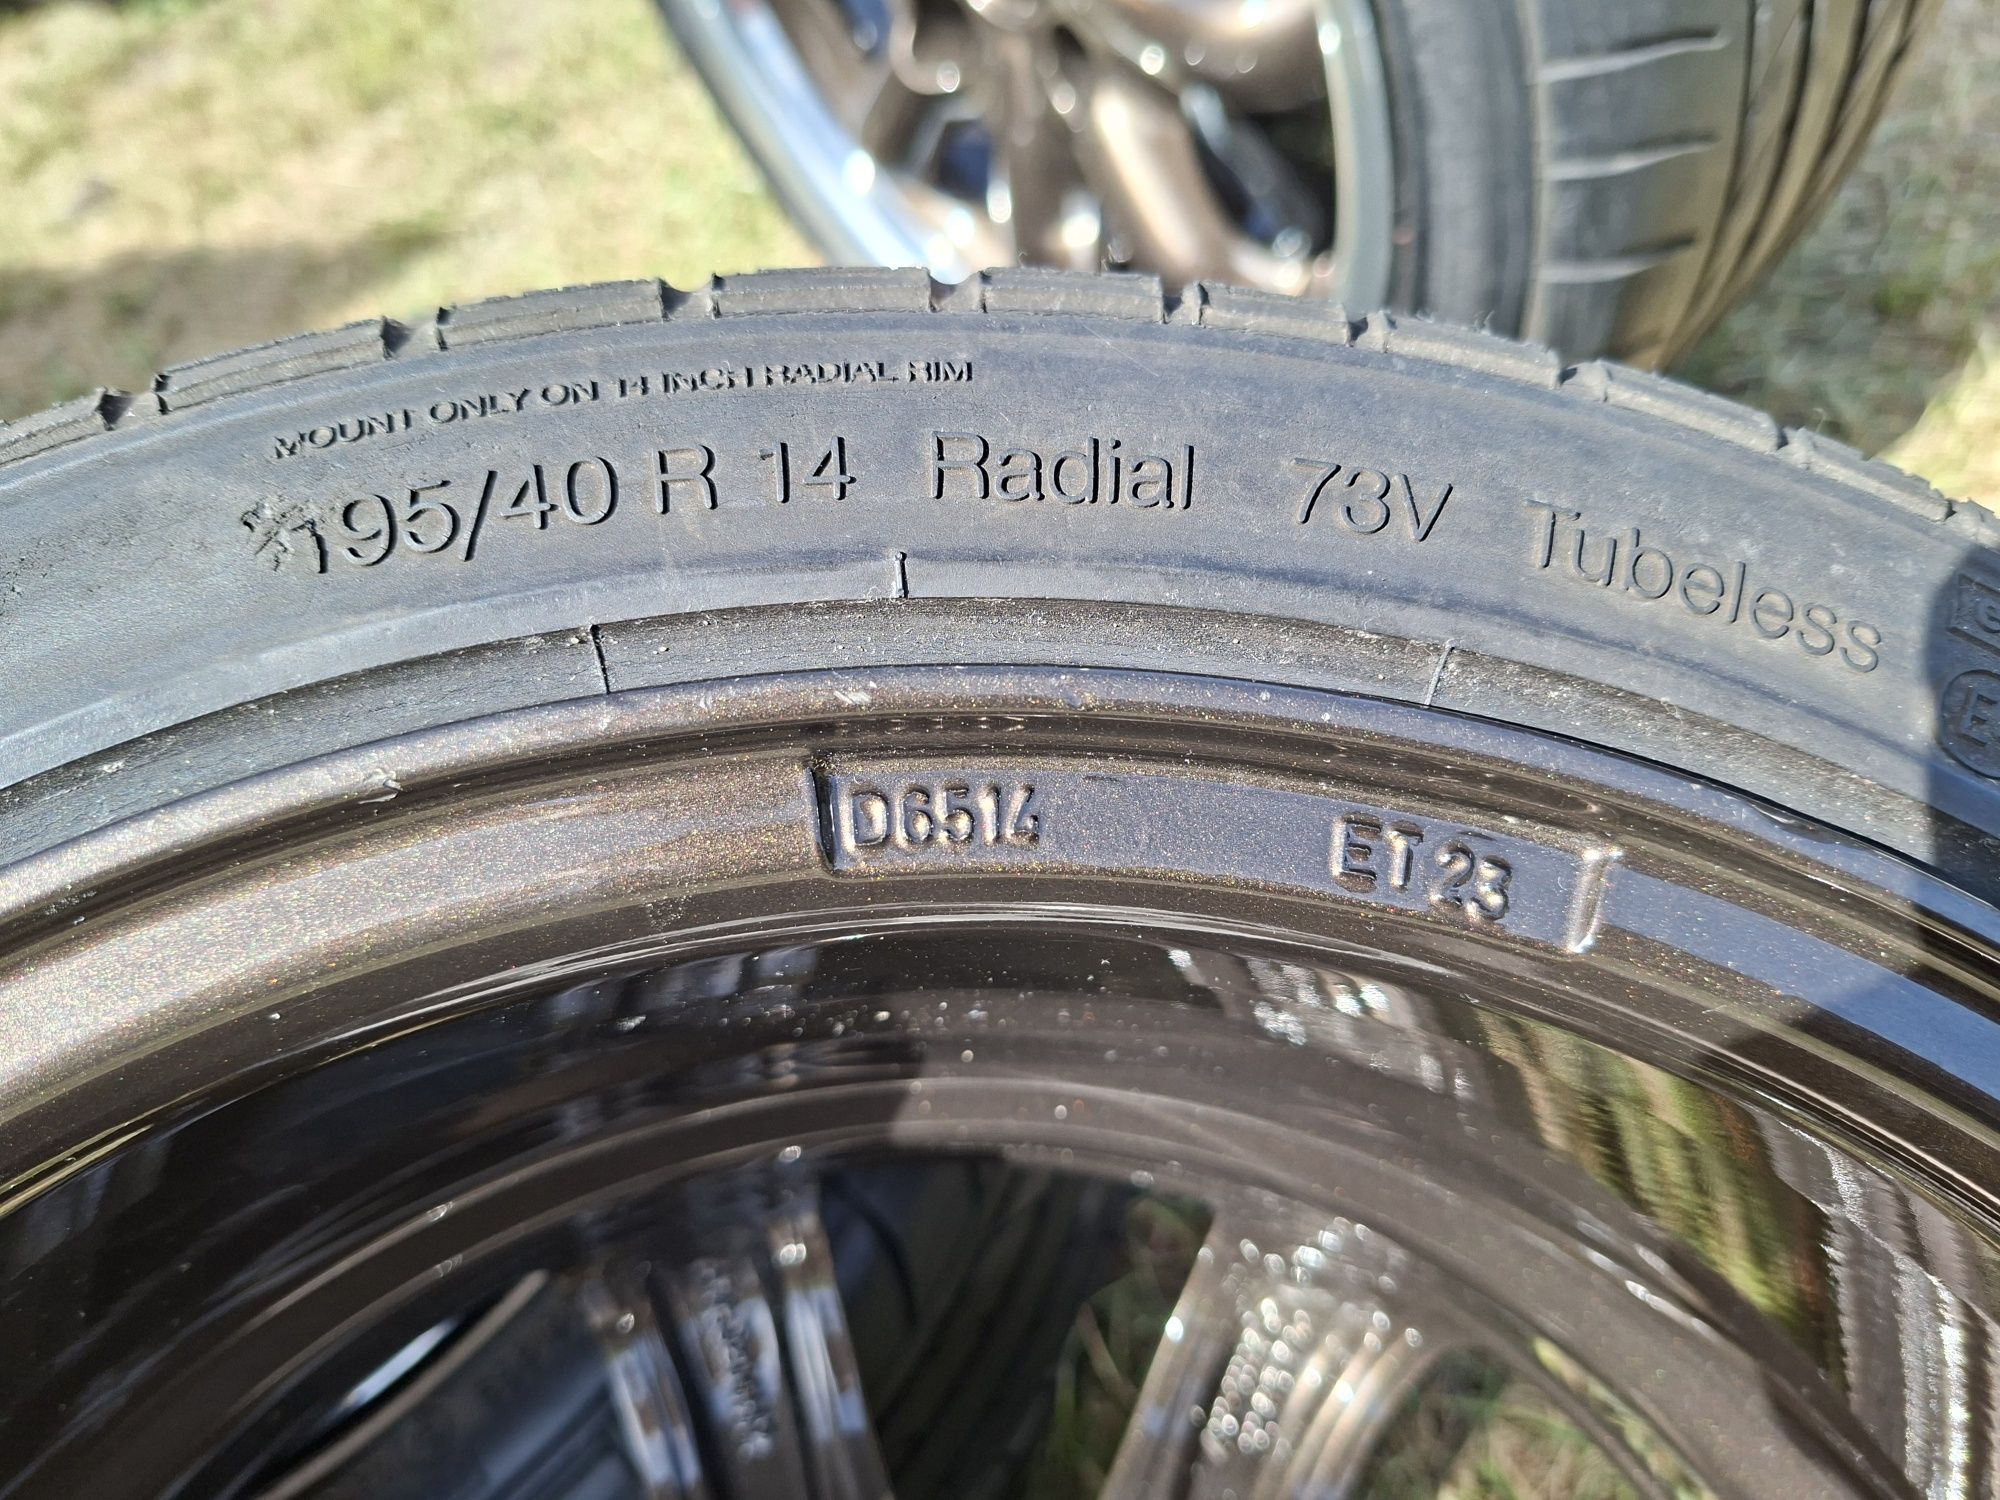 MOUNT ONLY ON 14 INCH RADIAL RIM
195/40 R 14 Radial 73V Tubeless
D6514 ET 23